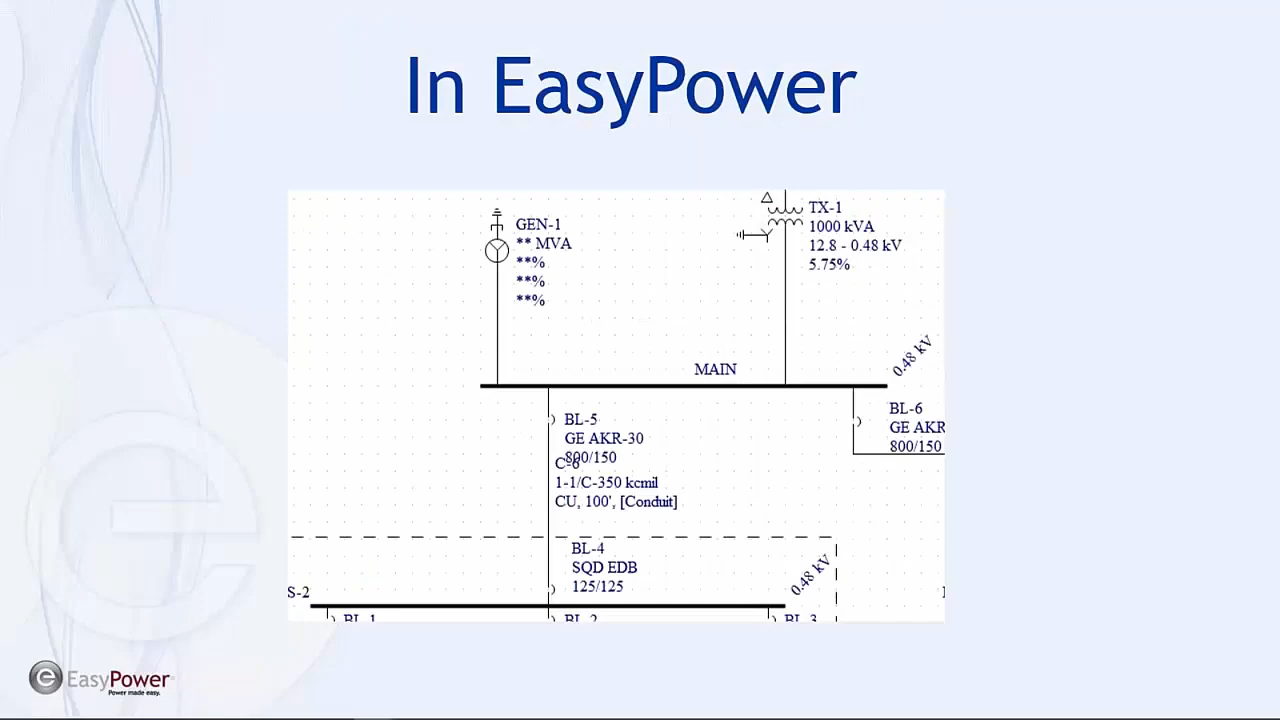 In EasyPower
GEN-1
** MVA
**%
**%
**%
TX-1
1000 kVA
12.8 - 0.48 kV
5.75%
MAIN
0.48 kV
BL-5
GE AKR-30
800/150
C-6
1-1/C-350 kcmil
CU, 100', [Conduit]
BL-6
GE AKR
800/150
BL-4
SQD EDB
125/125
0.48 kV
S-2
BL-1
BL-2
BL-3
EasyPower
Power made easy.